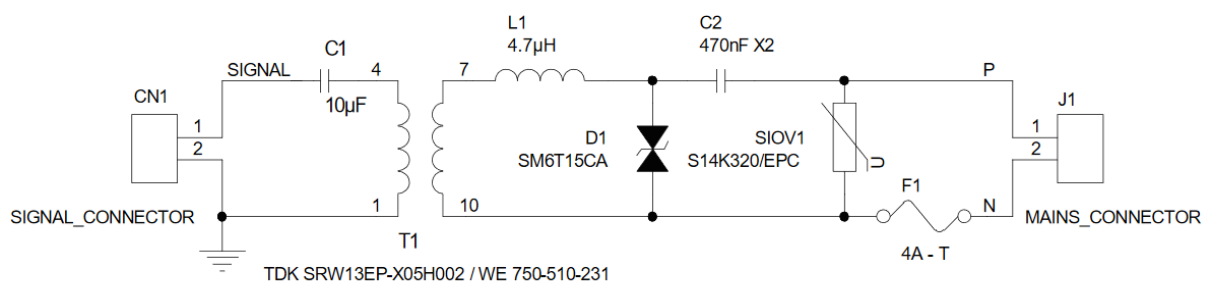 L1
4.7µH
C2
470nF X2
C1
SIGNAL
4
7
P
10µF
CN1
J1
1
2
D1
SM6T15CA
SIOV1
S14K320/EPC
U
1
2
F1
SIGNAL_CONNECTOR
1
10
N
MAINS_CONNECTOR
T1
4A - T
TDK SRW13EP-X05H002 / WE 750-510-231